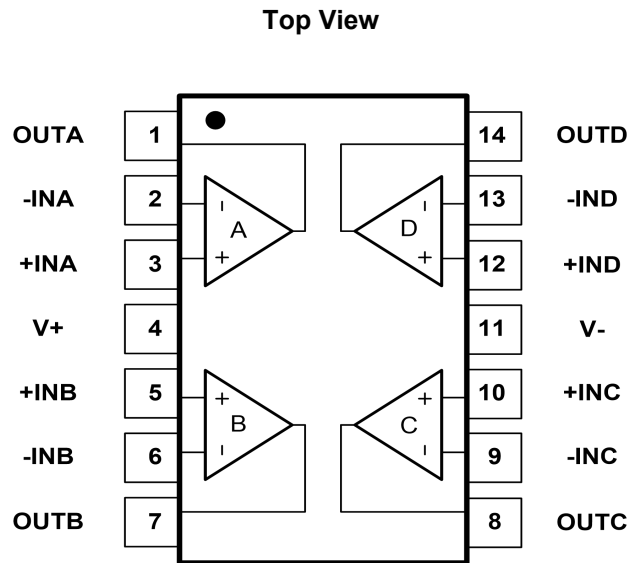 Top View
OUTA 1 14 OUTD
-INA 2 - A - D 13 -IND
+INA 3 + + 12 +IND
V+ 4 11 V-
+INB 5 + + 10 +INC
-INB 6 - B - C 9 -INC
OUTB 7 8 OUTC